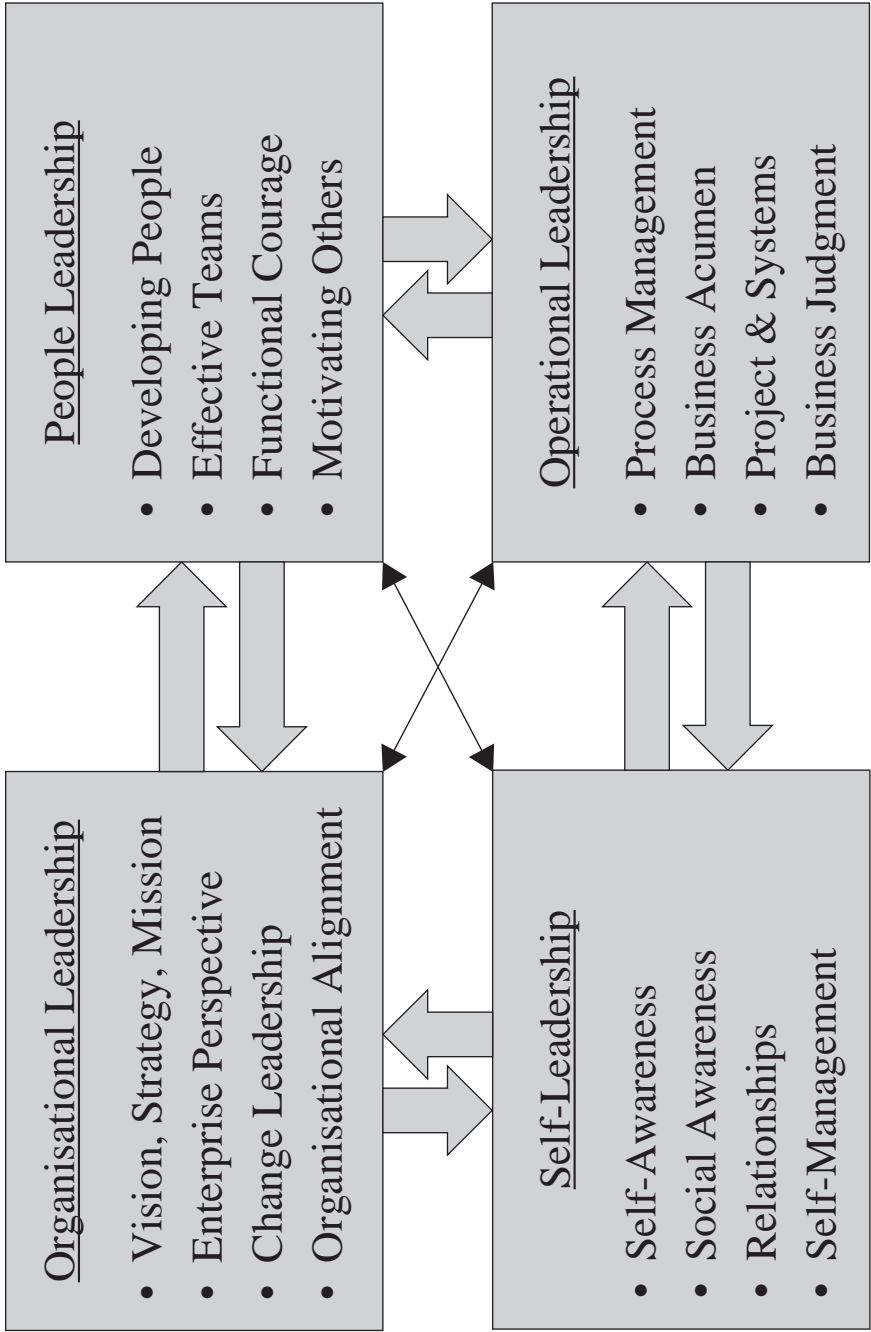 Organisational Leadership
• Vision, Strategy, Mission
• Enterprise Perspective
• Change Leadership
• Organisational Alignment
People Leadership
• Developing People
• Effective Teams
• Functional Courage
• Motivating Others
Self-Leadership
• Self-Awareness
• Social Awareness
• Relationships
• Self-Management
Operational Leadership
• Process Management
• Business Acumen
• Project & Systems
• Business Judgment